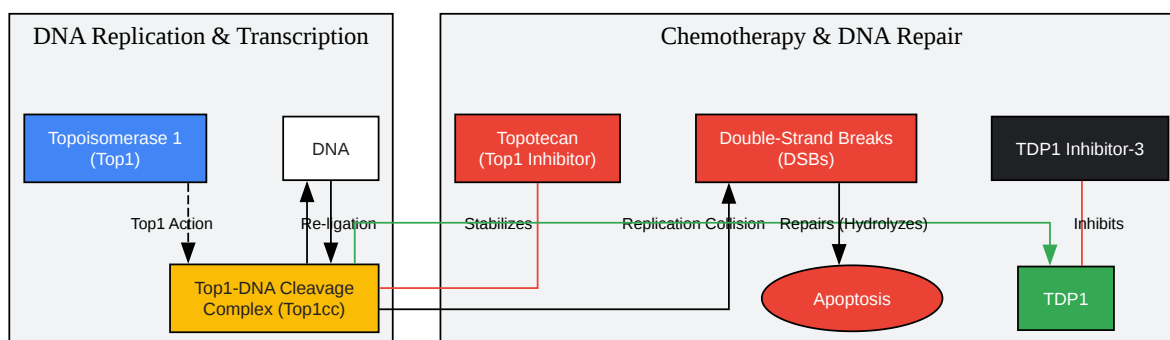 DNA Replication & Transcription
Chemotherapy & DNA Repair
Topoisomerase 1
(Top1)
DNA
Topotecan
(Top1 Inhibitor)
Double-Strand Breaks
(DSBs)
TDP1 Inhibitor-3
Top1 Action
Re-ligation
Stabilizes
Replication Collision
Repairs (Hydrolyzes)
Inhibits
Top1-DNA Cleavage
Complex (Top1cc)
Apoptosis
TDP1